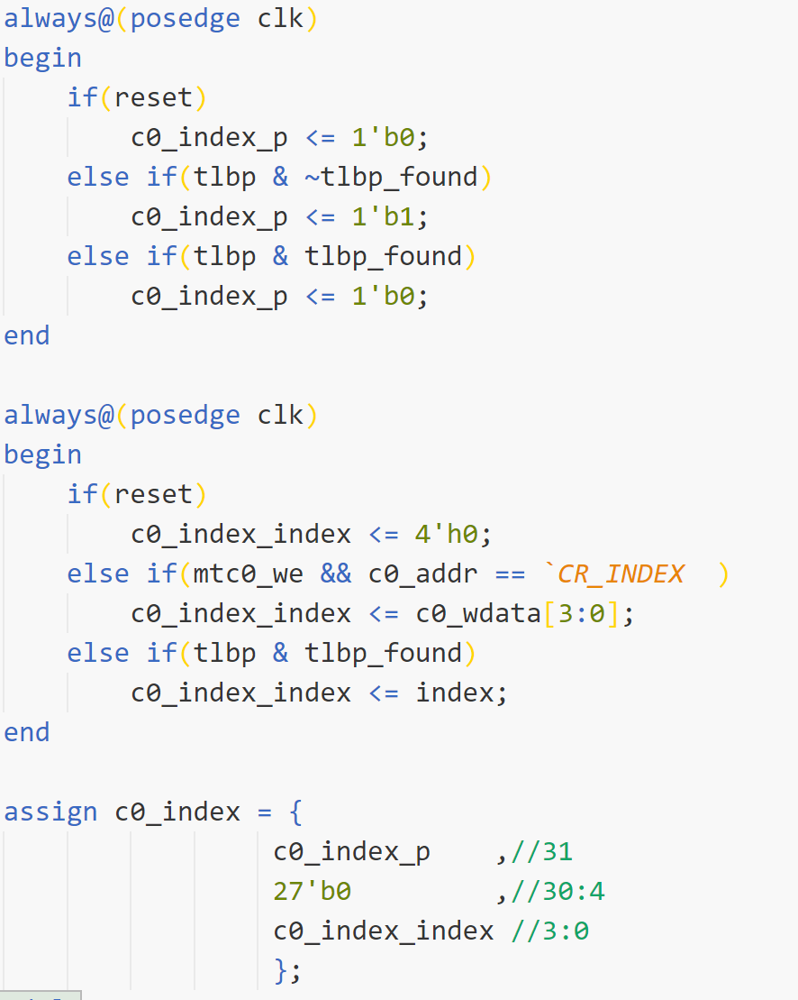 always@(posedge clk)
begin
    if(reset)
        c0_index_p <= 1'b0;
    else if(tlbp & ~tlbp_found)
        c0_index_p <= 1'b1;
    else if(tlbp & tlbp_found)
        c0_index_p <= 1'b0;
end

always@(posedge clk)
begin
    if(reset)
        c0_index_index <= 4'h0;
    else if(mtc0_we && c0_addr == `CR_INDEX  )
        c0_index_index <= c0_wdata[3:0];
    else if(tlbp & tlbp_found)
        c0_index_index <= index;
end

assign c0_index = {
                 c0_index_p    ,//31
                 27'b0         ,//30:4
                 c0_index_index //3:0
                 };